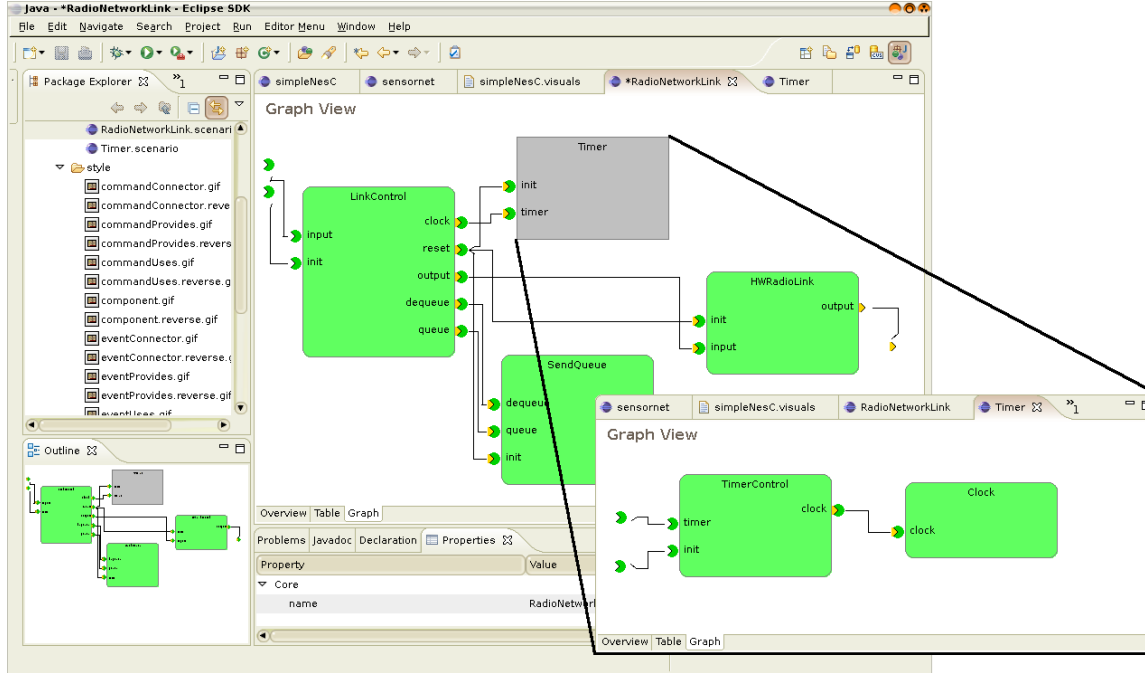 Java - *RadioNetworkLink - Eclipse SDK
File Edit Navigate Search Project Run Editor Menu Window Help
Package Explorer
»1
simpleNesC
sensornet
simpleNesC.visuals
*RadioNetworkLink
Timer
Graph View
RadioNetworkLink.scenari
Timer.scenario
style
commandConnector.gif
commandConnector.reve
commandProvides.gif
commandProvides.revers
commandUses.gif
commandUses.reverse.g
component.gif
component.reverse.gif
eventConnector.gif
eventConnector.reverse.g
eventProvides.gif
eventProvides.reverse.gif
eventUses.gif
Timer
init
timer
LinkControl
clock
input
reset
init
output
dequeue
queue
HWRadioLink
output
init
input
SendQueue
dequeue
queue
init
Outline
Overview Table Graph
Problems Javadoc Declaration Properties
Property Value
Core
name RadioNetwork
sensornet
simpleNesC.visuals
RadioNetworkLink
Timer
»1
Graph View
TimerControl
clock
timer
init
Clock
clock
Overview Table Graph